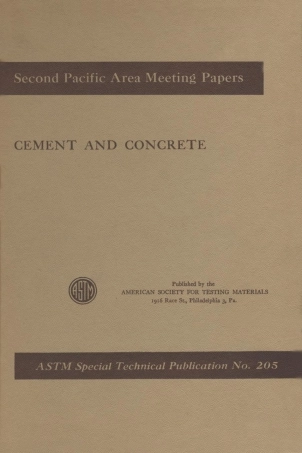 Second Pacific Area Meeting Papers
CEMENT AND CONCRETE
ASTM
Published by the
AMERICAN SOCIETY FOR TESTING MATERIALS
1916 Race St., Philadelphia 3, Pa.
ASTM Special Technical Publication No. 205